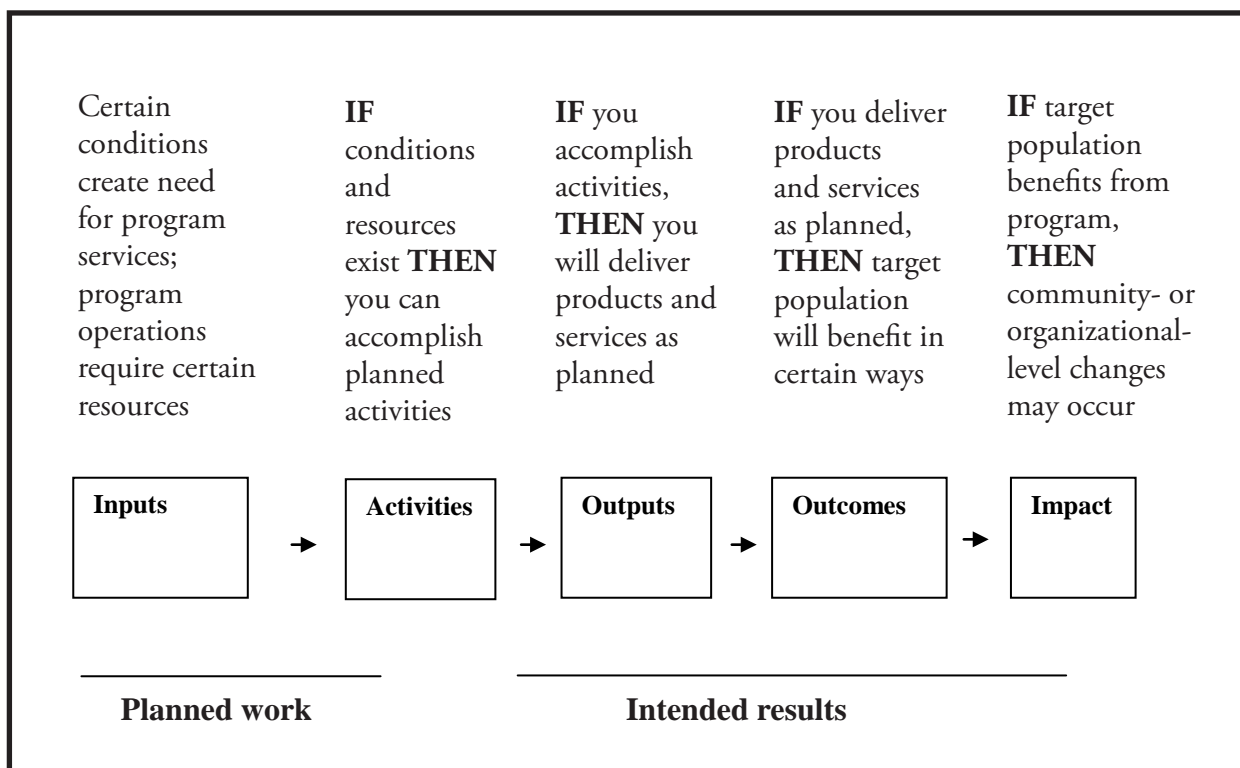 Certain
conditions
create need
for program
services;
program
operations
require certain
resources
IF
conditions
and
resources
exist THEN
you can
accomplish
planned
activities
IF you
accomplish
activities,
THEN you
will deliver
products and
services as
planned
IF you deliver
products
and services
as planned,
THEN target
population
will benefit in
certain ways
IF target
population
benefits from
program,
THEN
community- or
organizational-
level changes
may occur
Inputs
Activities
Outputs
Outcomes
Impact
Planned work
Intended results